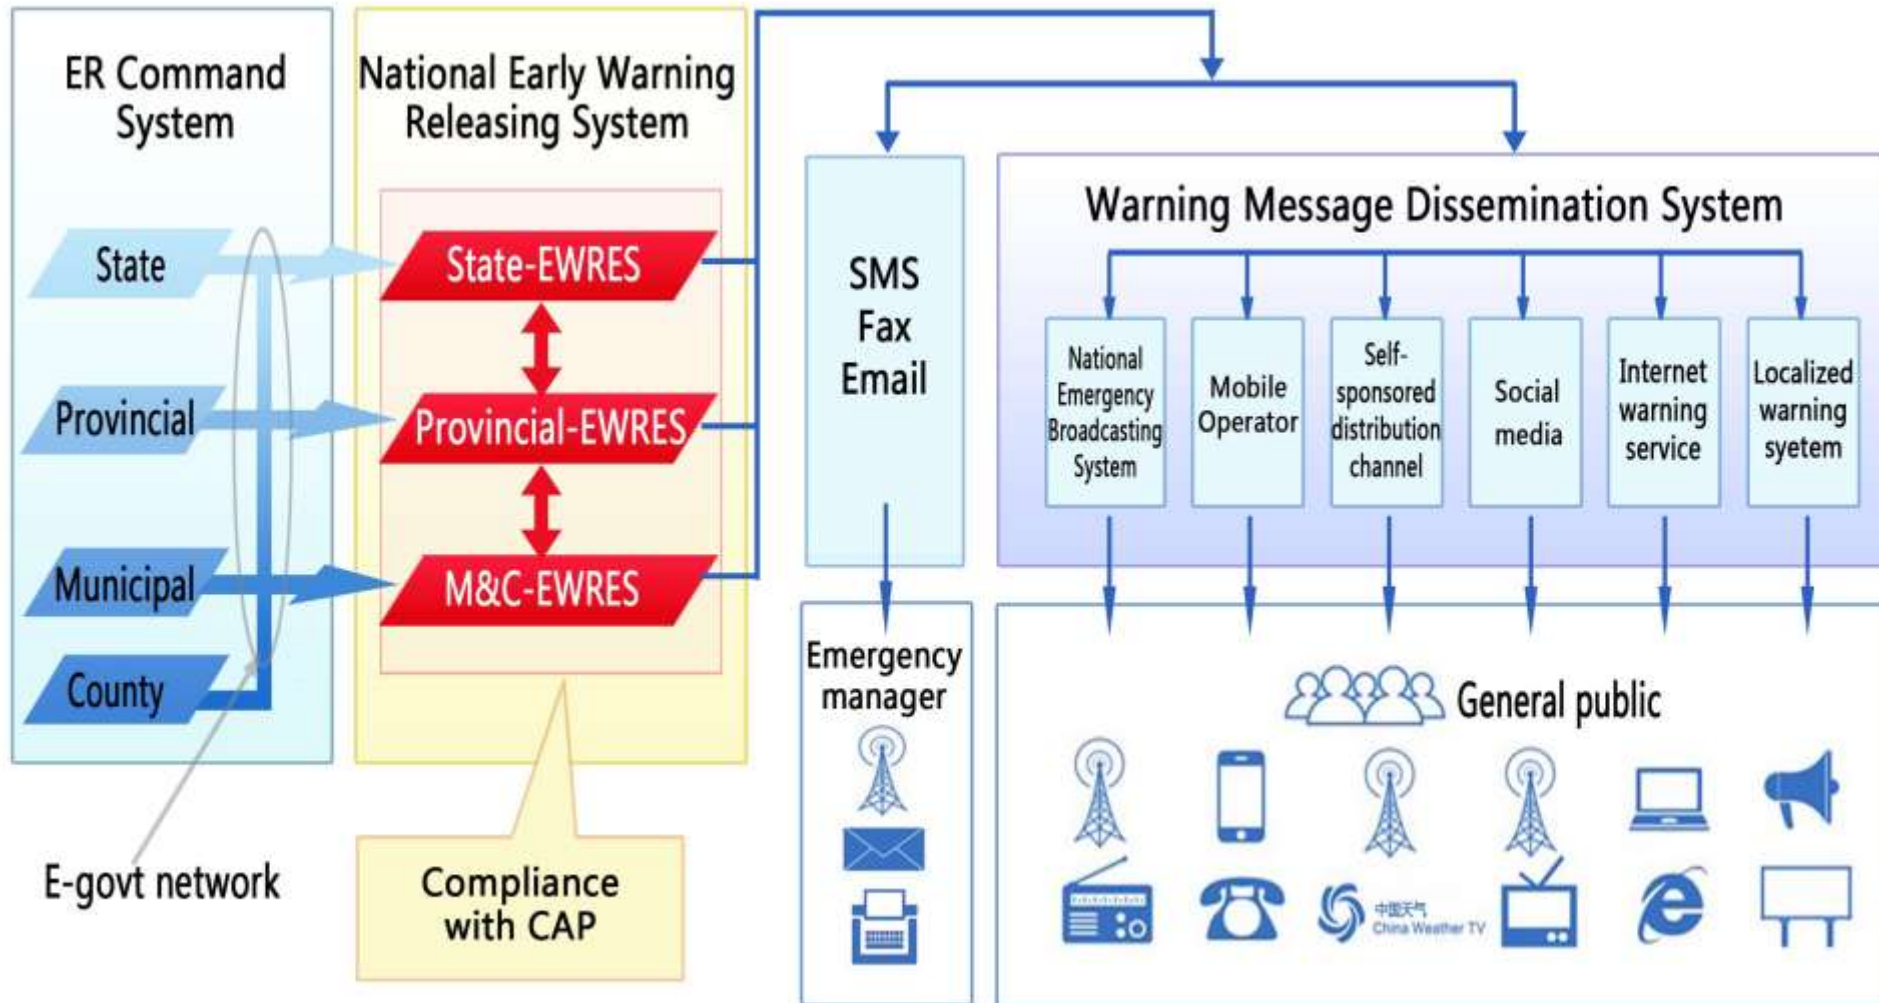 ER Command
System
State
Provincial
Municipal
County
E-govt network
National Early Warning
Releasing System
State-EWRES
Provincial-EWRES
M&C-EWRES
Compliance
with CAP
SMS
Fax
Email
Emergency
manager
Warning Message Dissemination System
National
Emergency
Broadcasting
System
Mobile
Operator
Self-
sponsored
distribution
channel
Social
media
Internet
warning
service
Localized
warning
syetem
General public
中国天气
China Weather TV